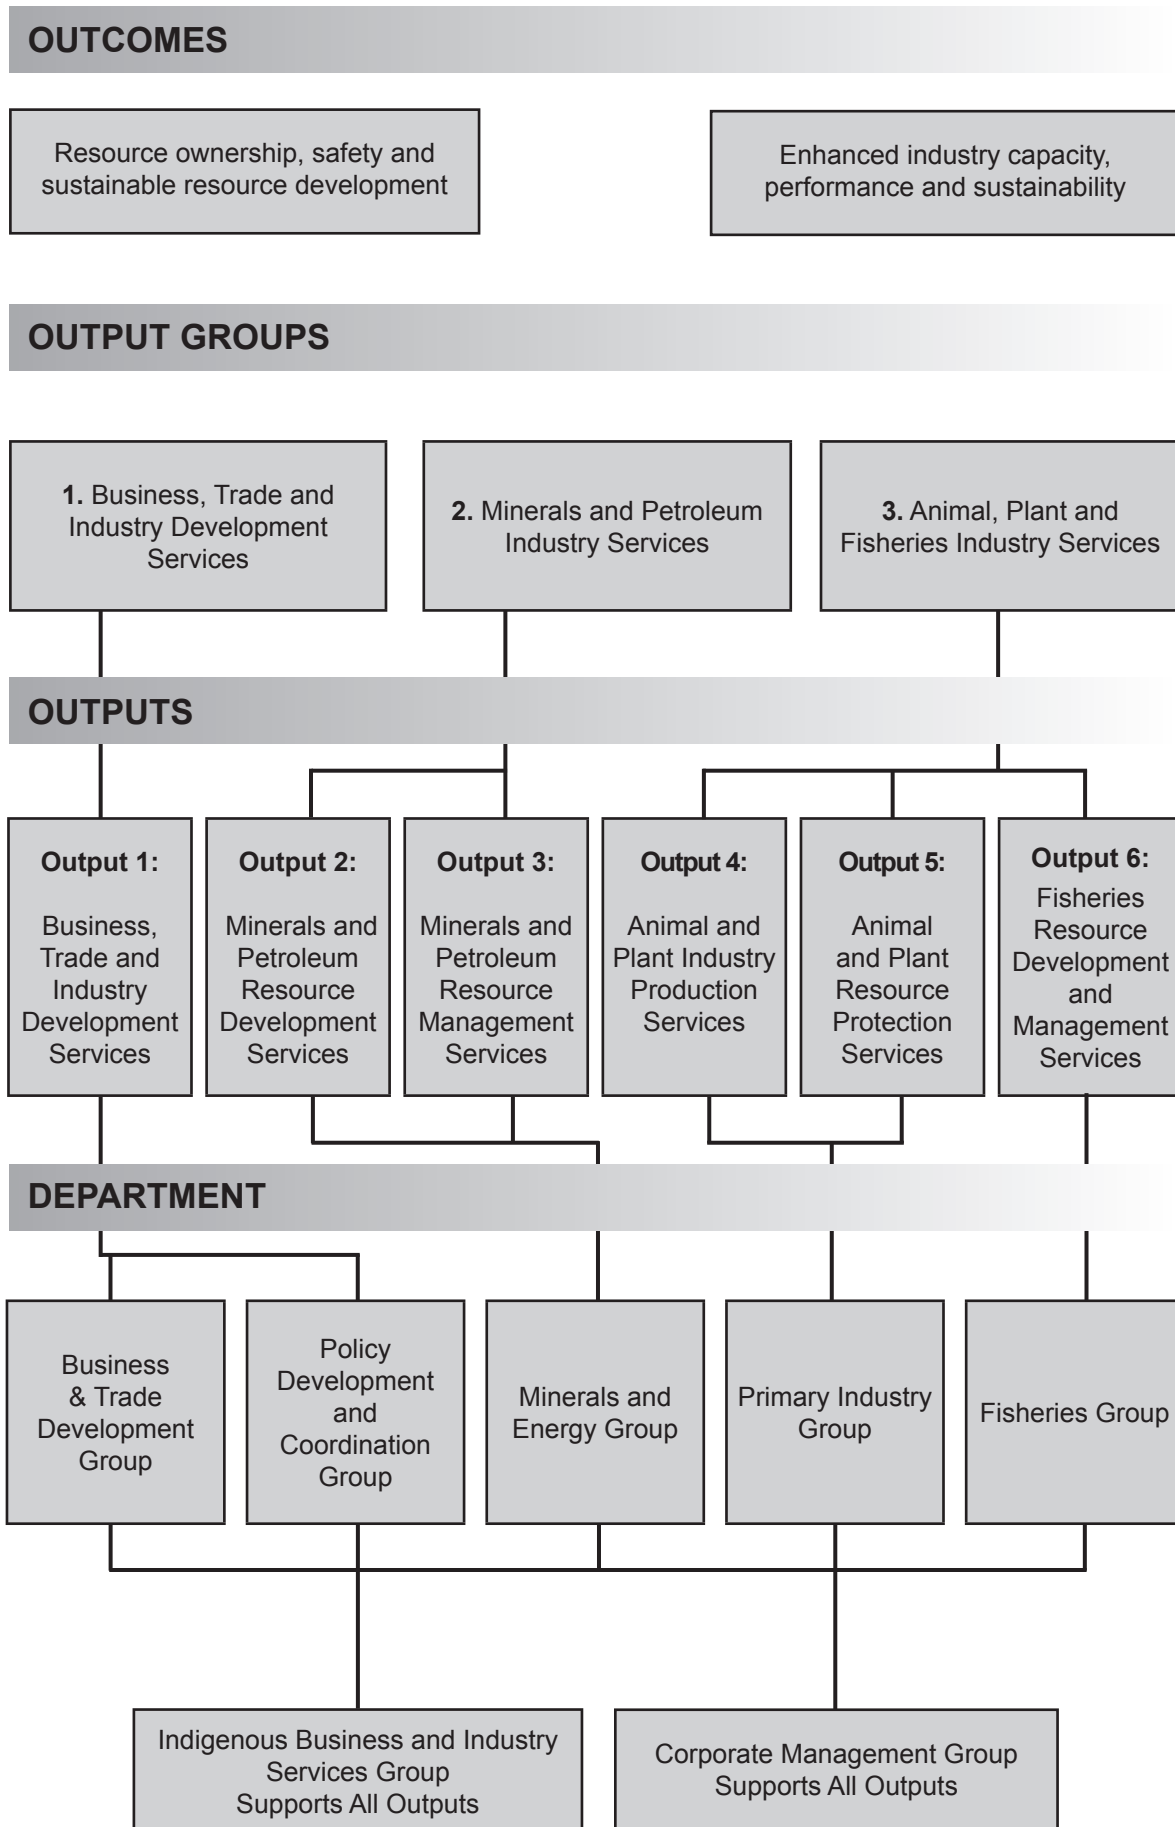 OUTCOMES
Resource ownership, safety and
sustainable resource development
Enhanced industry capacity,
performance and sustainability
OUTPUT GROUPS
1. Business, Trade and
Industry Development
Services
2. Minerals and Petroleum
Industry Services
3. Animal, Plant and
Fisheries Industry Services
OUTPUTS
Output 1:
Business,
Trade and
Industry
Development
Services
Output 2:
Minerals and
Petroleum
Resource
Development
Services
Output 3:
Minerals and
Petroleum
Resource
Management
Services
Output 4:
Animal and
Plant Industry
Production
Services
Output 5:
Animal
and Plant
Resource
Protection
Services
Output 6:
Fisheries
Resource
Development
and
Management
Services
DEPARTMENT
Business
& Trade
Development
Group
Policy
Development
and
Coordination
Group
Minerals and
Energy Group
Primary Industry
Group
Fisheries Group
Indigenous Business and Industry
Services Group
Supports All Outputs
Corporate Management Group
Supports All Outputs